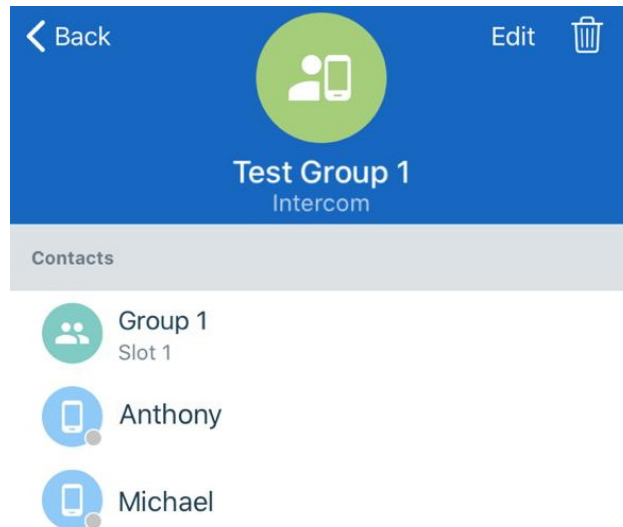 Back
Edit
Test Group 1
Intercom
Contacts
Group 1
Slot 1
Anthony
Michael